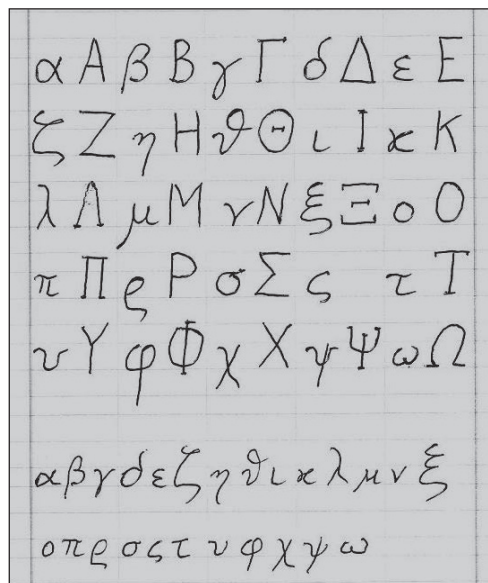 α Α β Β γ Γ δ Δ ε Ε
ζ Ζ η Η ϑ Θ ι Ι ϰ Κ
λ Λ μ Μ ν Ν ξ Ξ ο Ο
π Π ρ Ρ σ Σ ς τ Τ
υ Υ φ Φ χ Χ ψ Ψ ω Ω
α β γ δ ε ζ η ϑ ι ϰ λ μ ν ξ
ο π ρ σ ς τ υ φ χ ψ ω